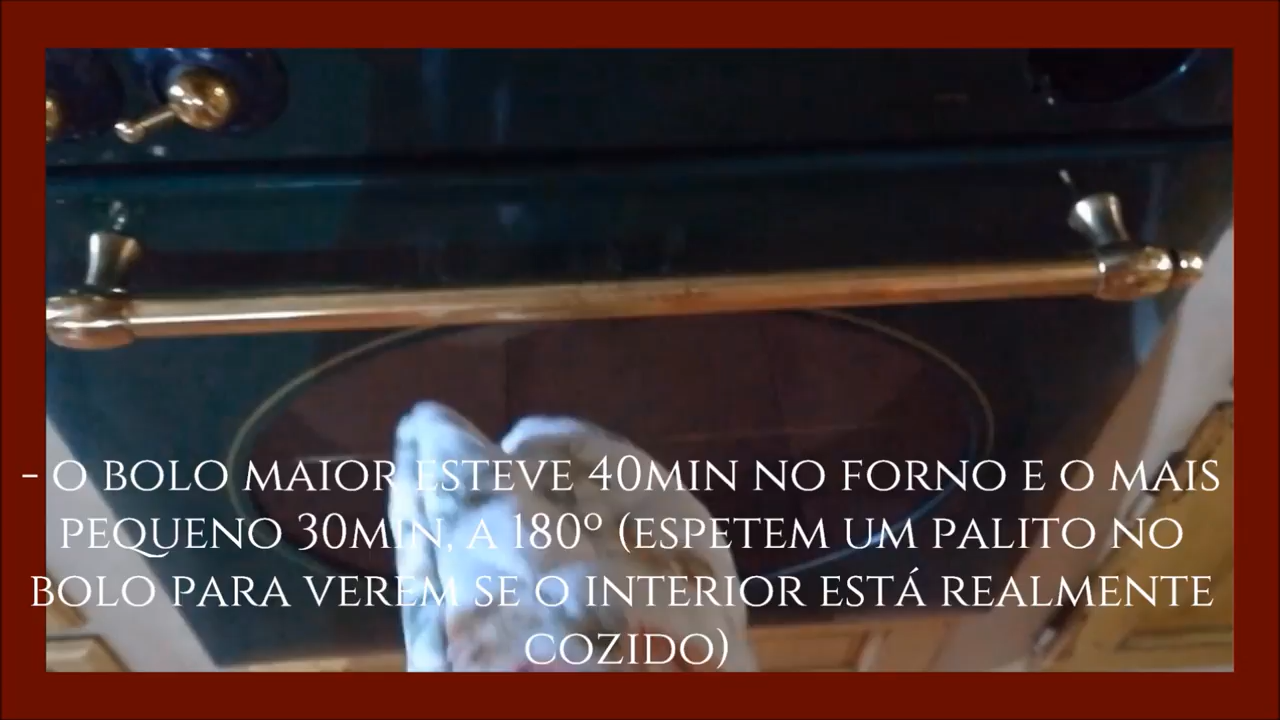 - O BOLO MAIOR ESTEVE 40MIN NO FORNO E O MAIS
PEQUENO 30MIN, A 180º (ESPETEM UM PALITO NO
BOLO PARA VEREM SE O INTERIOR ESTÁ REALMENTE
COZIDO)